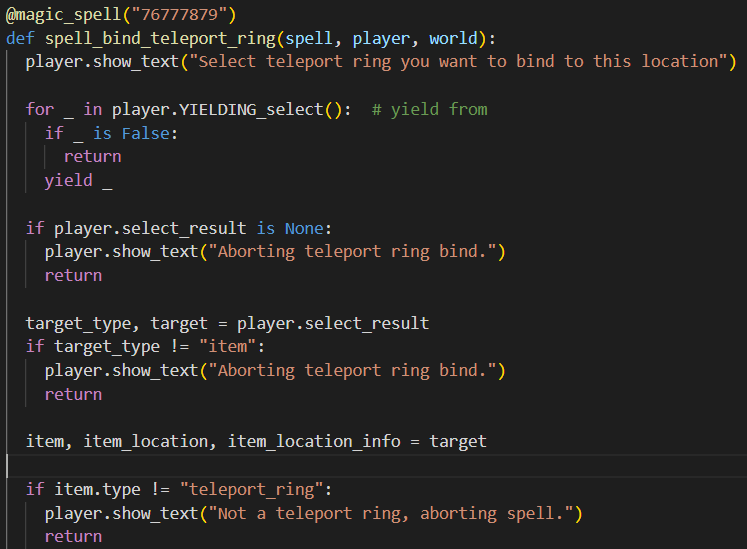 @magic_spell("76777879")
def spell_bind_teleport_ring(spell, player, world):
  player.show_text("Select teleport ring you want to bind to this location")

  for _ in player.YIELDING_select():  # yield from
    if _ is False:
      return
    yield _

  if player.select_result is None:
    player.show_text("Aborting teleport ring bind.")
    return

  target_type, target = player.select_result
  if target_type != "item":
    player.show_text("Aborting teleport ring bind.")
    return

  item, item_location, item_location_info = target

  if item.type != "teleport_ring":
    player.show_text("Not a teleport ring, aborting spell.")
    return